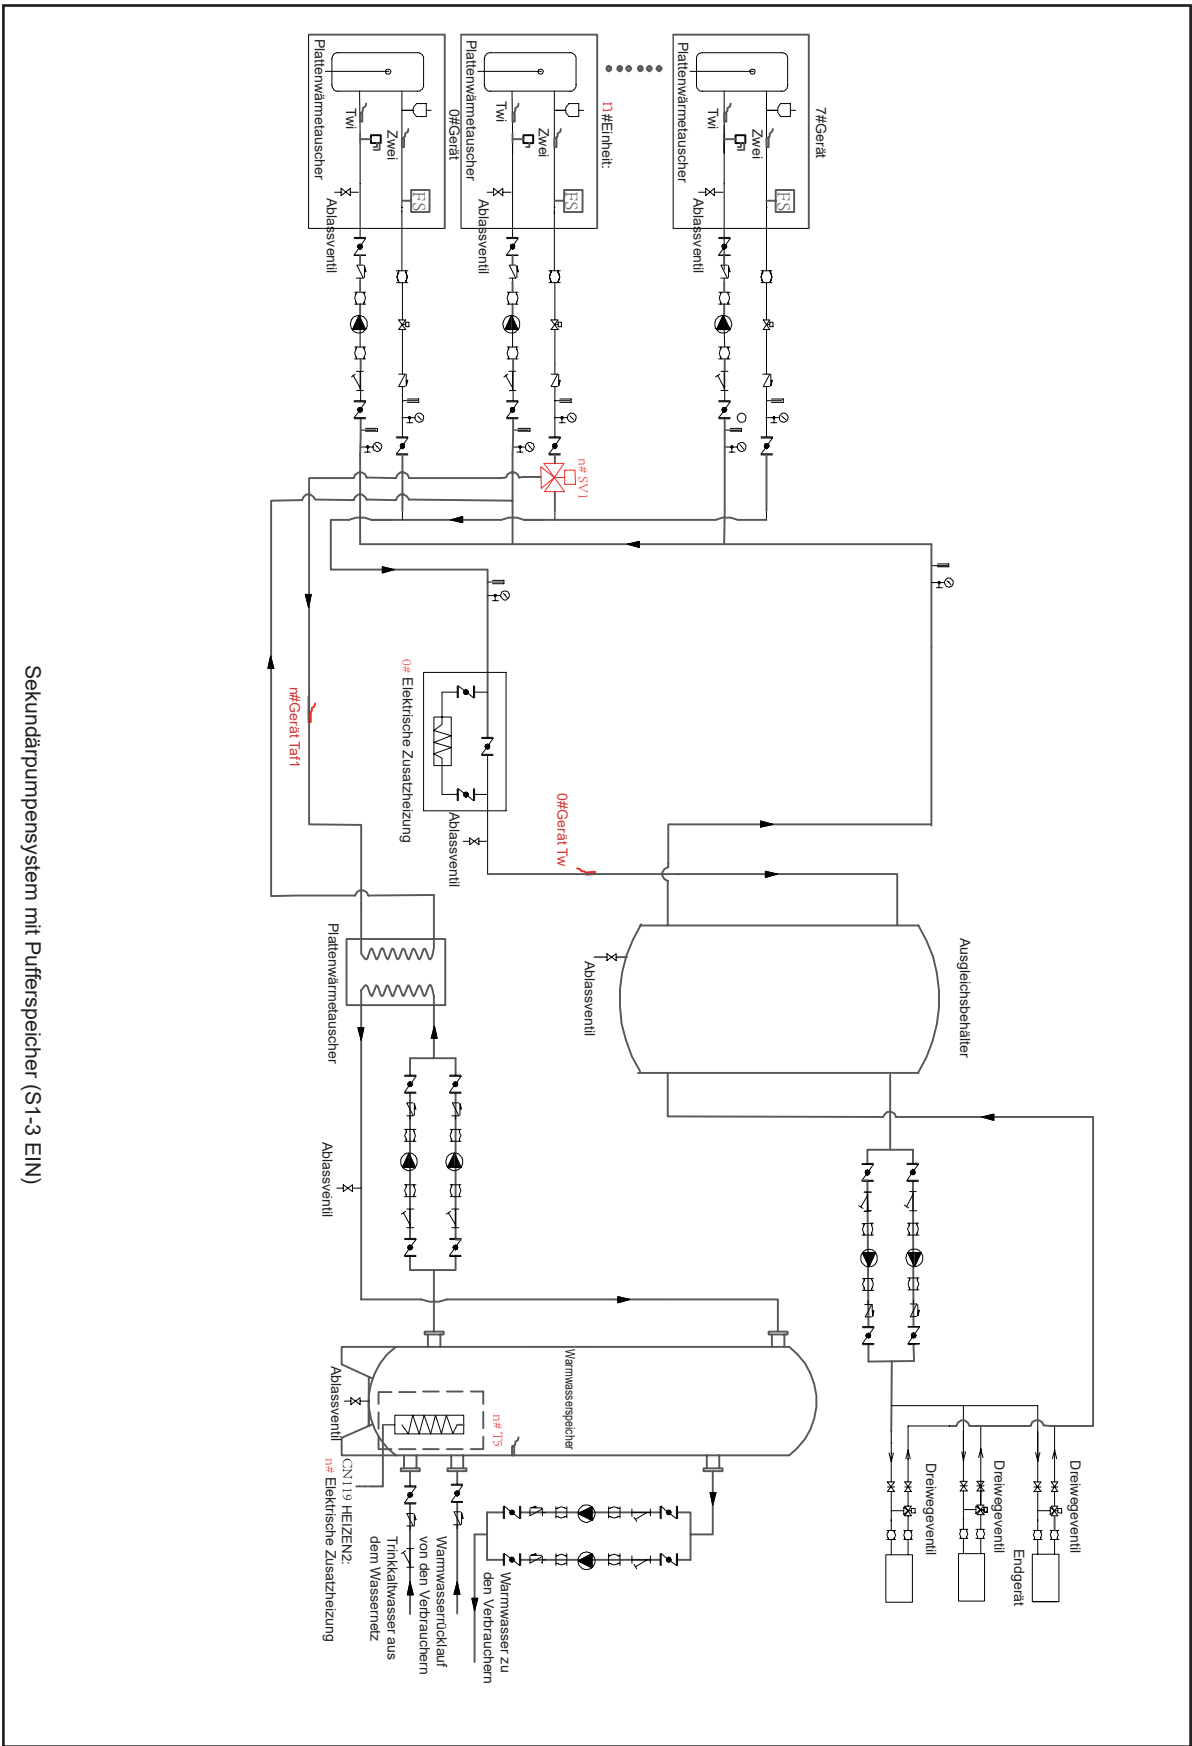 Plattenwärmetauscher
Twi
Zwei
FS
0#Gerät
Ablassventil
Plattenwärmetauscher
Twi
Zwei
FS
n#Einheit:
Ablassventil
Plattenwärmetauscher
Twi
Zwei
FS
7#Gerät
Ablassventil
n# SV1
n#Gerät Taf1
0# Elektrische Zusatzheizung
Ablassventil
0#Gerät Tw
Ausgleichsbehälter
Ablassventil
Plattenwärmetauscher
Ablassventil
Warmwasserspeicher
Ablassventil
n# T5
CN119 HEIZEN2:
n# Elektrische Zusatzheizung
Trinkkaltwasser aus
dem Wassernetz
Warmwasserrücklauf
von den Verbrauchern
Warmwasser zu
den Verbrauchern
Dreiwegeventil
Dreiwegeventil
Dreiwegeventil
Endgerät
Sekundärpumpensystem mit Pufferspeicher (S1-3 EIN)